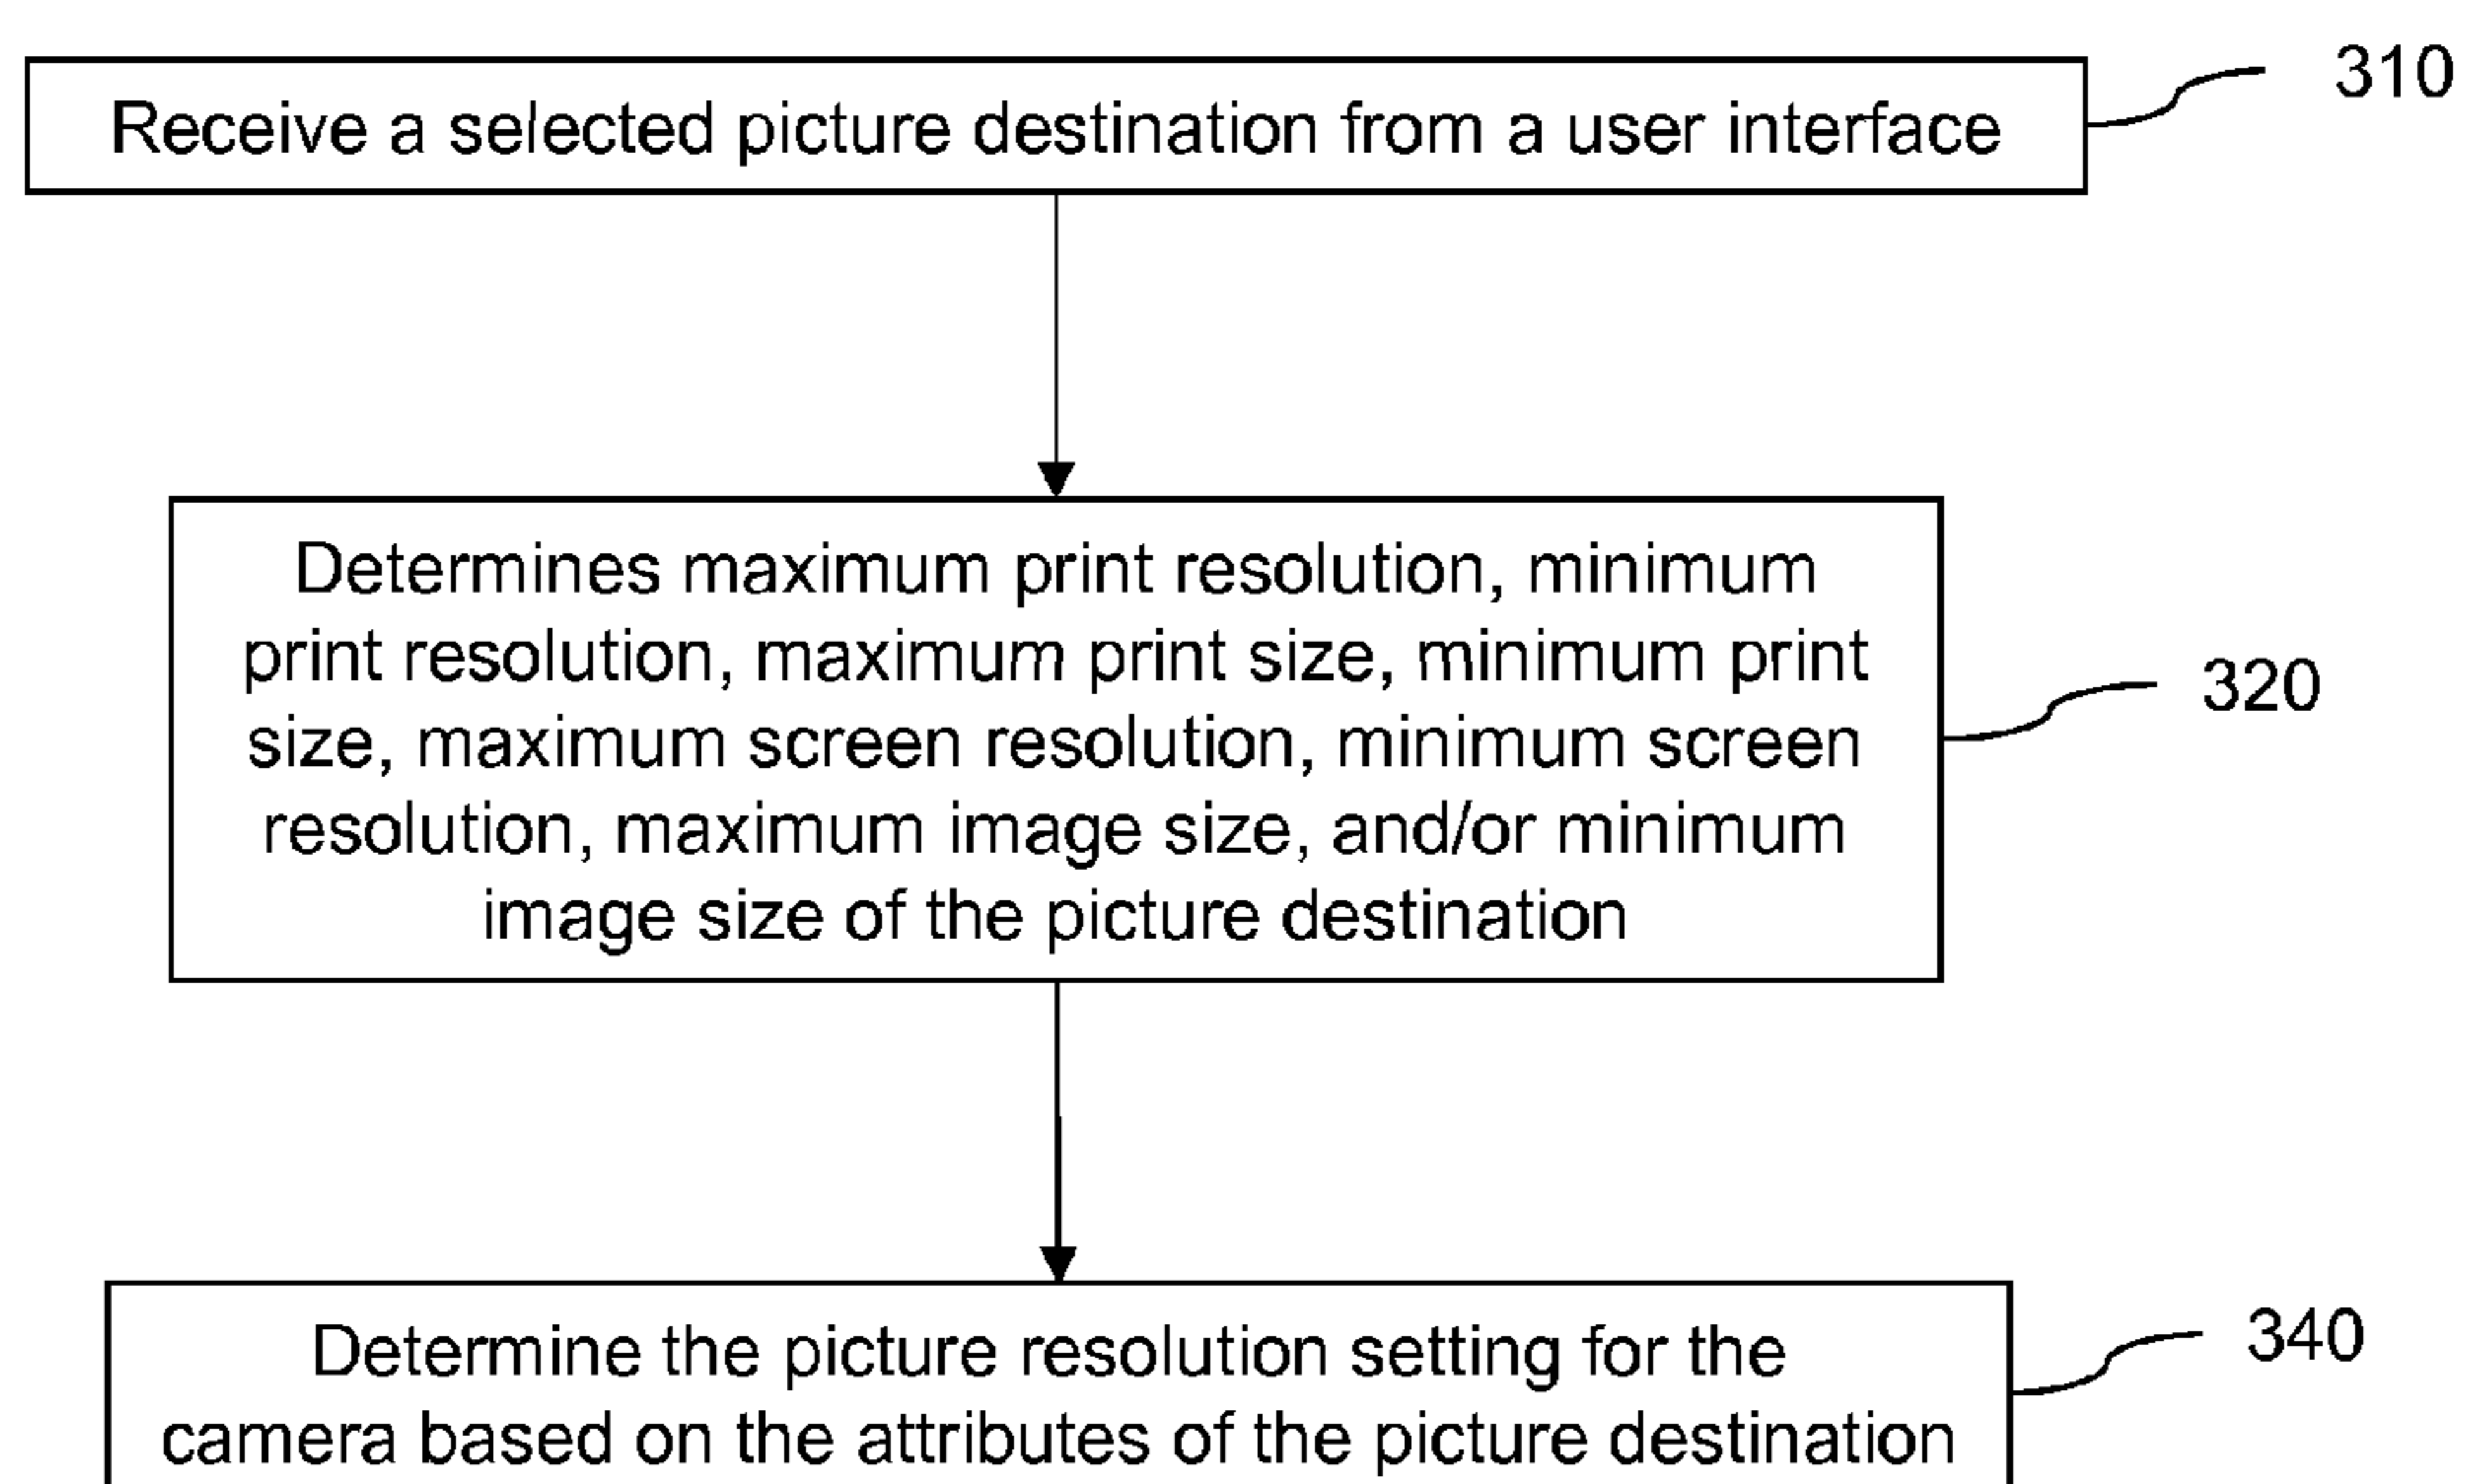 310
Receive a selected picture destination from a user interface
Determines maximum print resolution, minimum
print resolution, maximum print size, minimum print
size, maximum screen resolution, minimum screen
resolution, maximum image size, and/or minimum
image size of the picture destination
320
Determine the picture resolution setting for the
camera based on the attributes of the picture destination
340